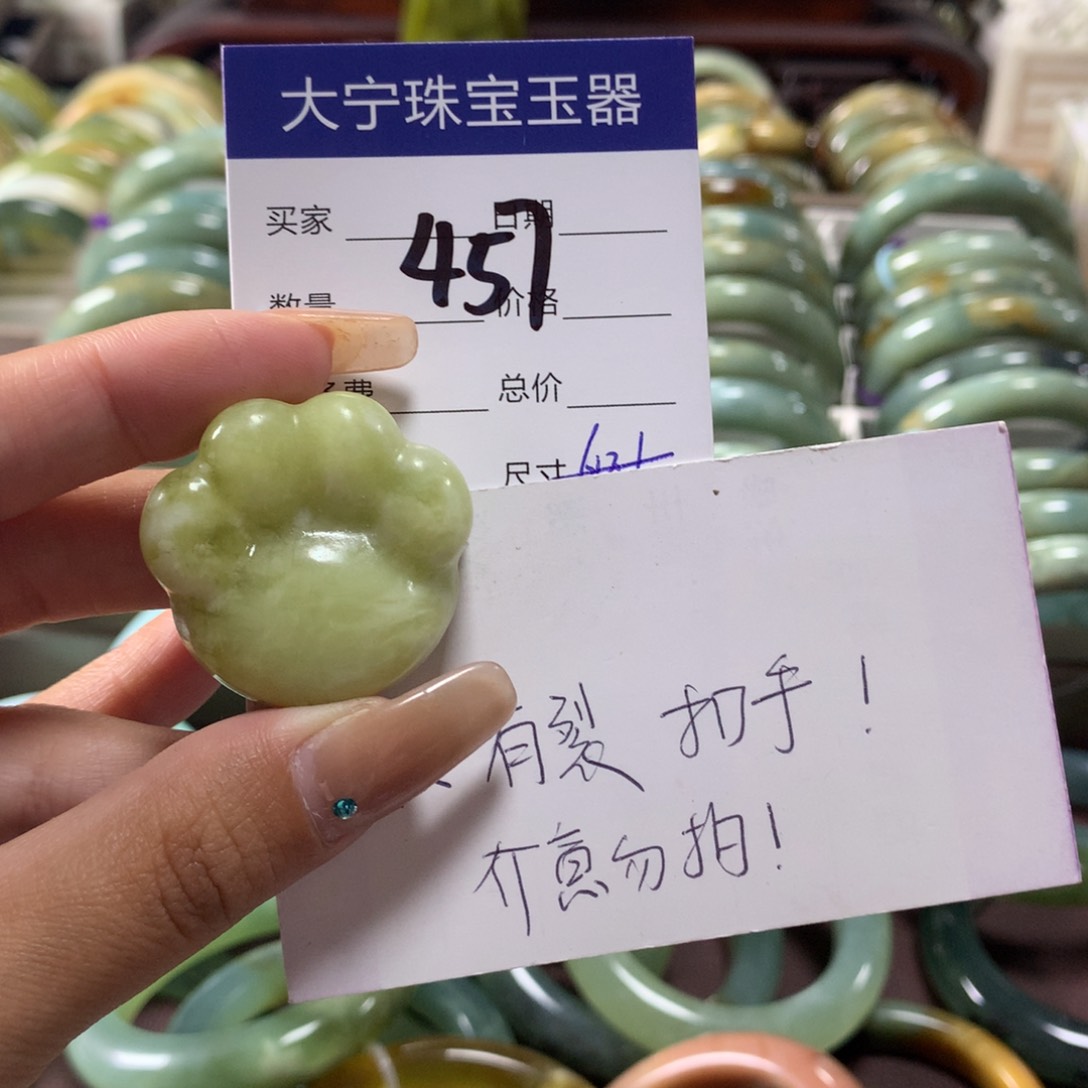 大宁珠宝玉器
买家 日期
457
数量 价格
费 总价
尺寸
有裂 扣手!
介意勿拍!